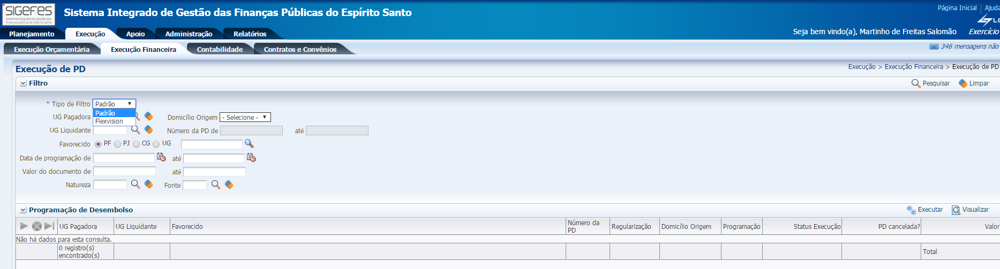 SIGEFES
sistema integrado de gestão das
finanças públicas do espírito santo
Sistema Integrado de Gestão das Finanças Públicas do Espírito Santo
Página Inicial
Ajuda
Planejamento
Execução
Apoio
Administração
Relatórios
Seja bem vindo(a), Martinho de Freitas Salomão
Exercício
Execução Orçamentária
Execução Financeira
Contabilidade
Contratos e Convênios
346 mensagens não
Execução de PD
Execução > Execução Financeira > Execução de PD
Filtro
Pesquisar
Limpar
* Tipo de Filtro
Padrão
Padrão
Flexvision
UG Pagadora
Domicílio Origem
- Selecione -
UG Liquidante
Número da PD de
até
Favorecido
PF
PJ
CG
UG
Data de programação de
até
Valor do documento de
até
Natureza
Fonte
Programação de Desembolso
Executar
Visualizar
UG Pagadora
UG Liquidante
Favorecido
Número da
PD
Regularização
Domicílio Origem
Programação
Status Execução
PD cancelada?
Valor
Não há dados para esta consulta.
0 registro(s)
encontrado(s)
Total